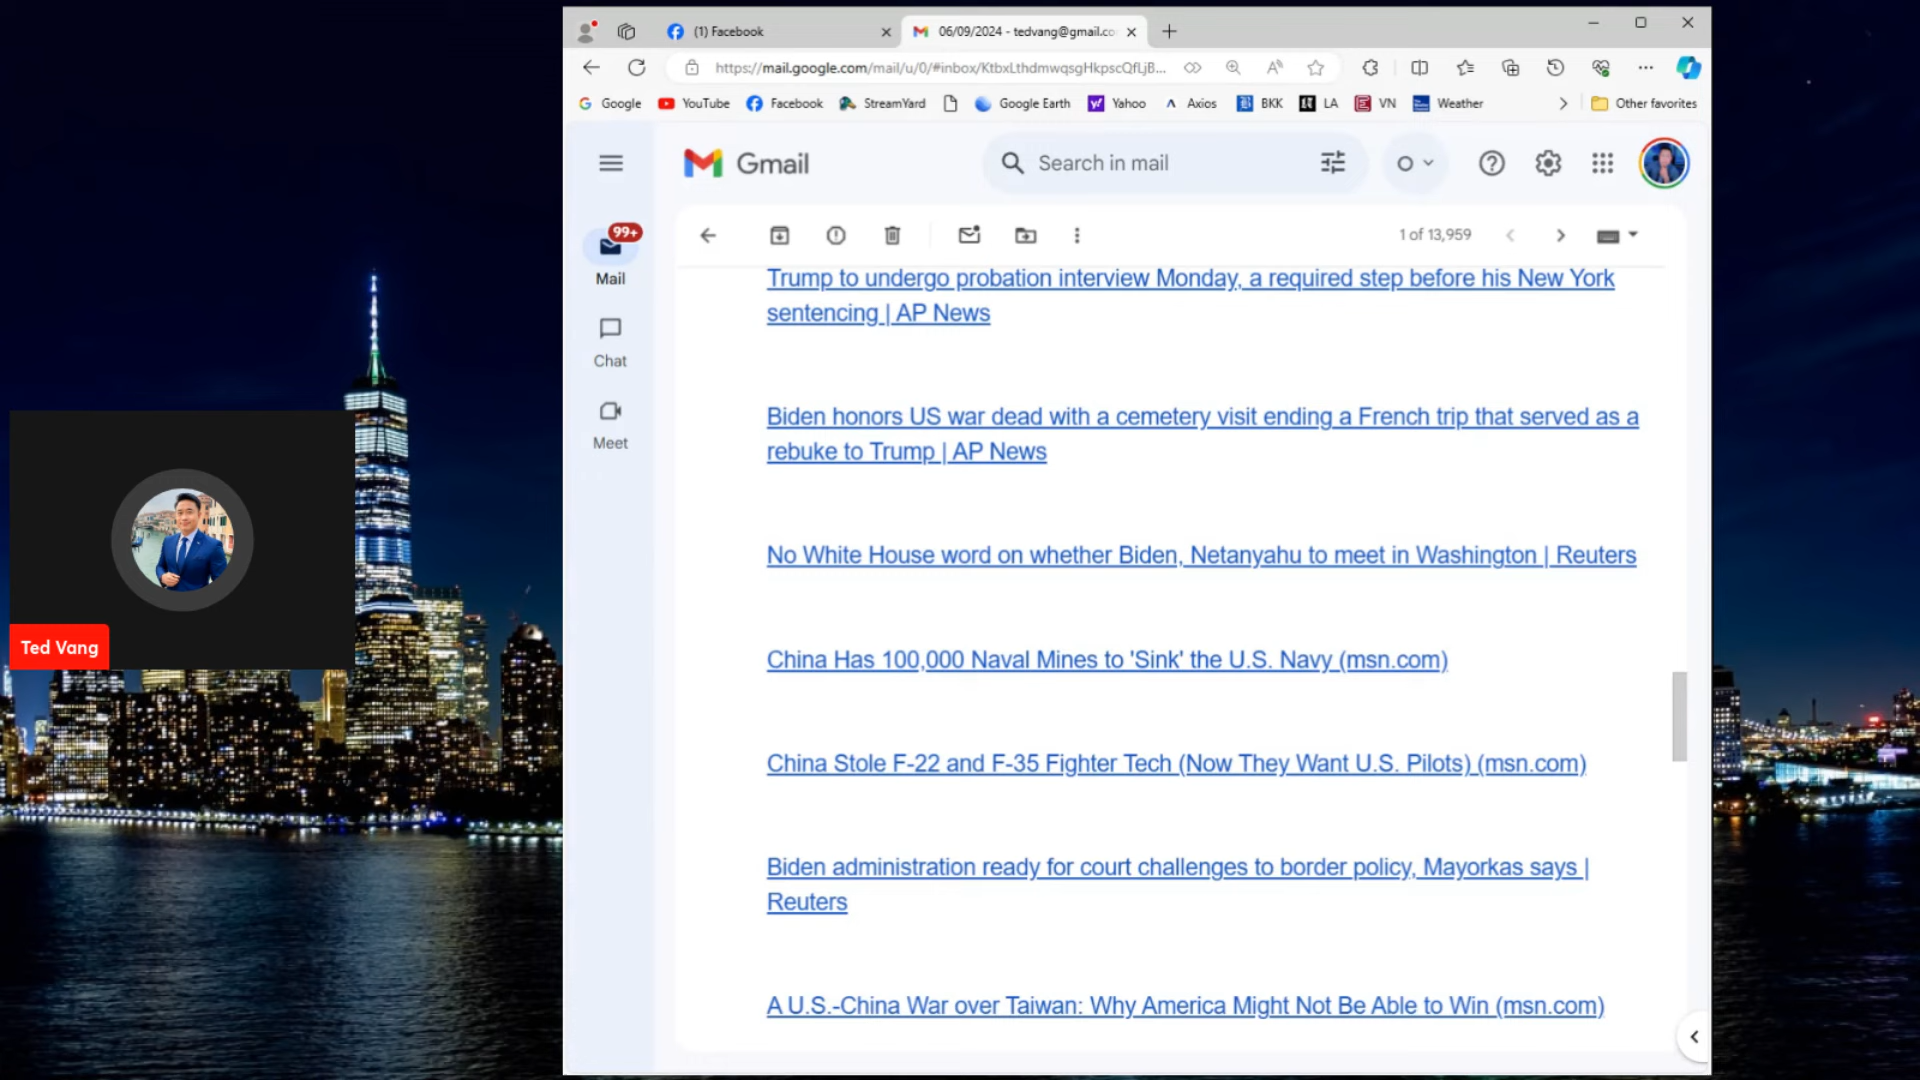 (1) Facebook
06/09/2024 - tedvang@gmail.co
https://mail.google.com/mail/u/0/#inbox/KtbxLthdmwqsgHkpscQfLjB...
Google YouTube Facebook StreamYard Google Earth Yahoo Axios BKK LA VN Weather Other favorites
Gmail
Search in mail
99+
Mail
Chat
Meet
1 of 13,959
Trump to undergo probation interview Monday, a required step before his New York
sentencing | AP News
Biden honors US war dead with a cemetery visit ending a French trip that served as a
rebuke to Trump | AP News
No White House word on whether Biden, Netanyahu to meet in Washington | Reuters
China Has 100,000 Naval Mines to 'Sink' the U.S. Navy (msn.com)
China Stole F-22 and F-35 Fighter Tech (Now They Want U.S. Pilots) (msn.com)
Biden administration ready for court challenges to border policy, Mayorkas says |
Reuters
A U.S.-China War over Taiwan: Why America Might Not Be Able to Win (msn.com)
Ted Vang